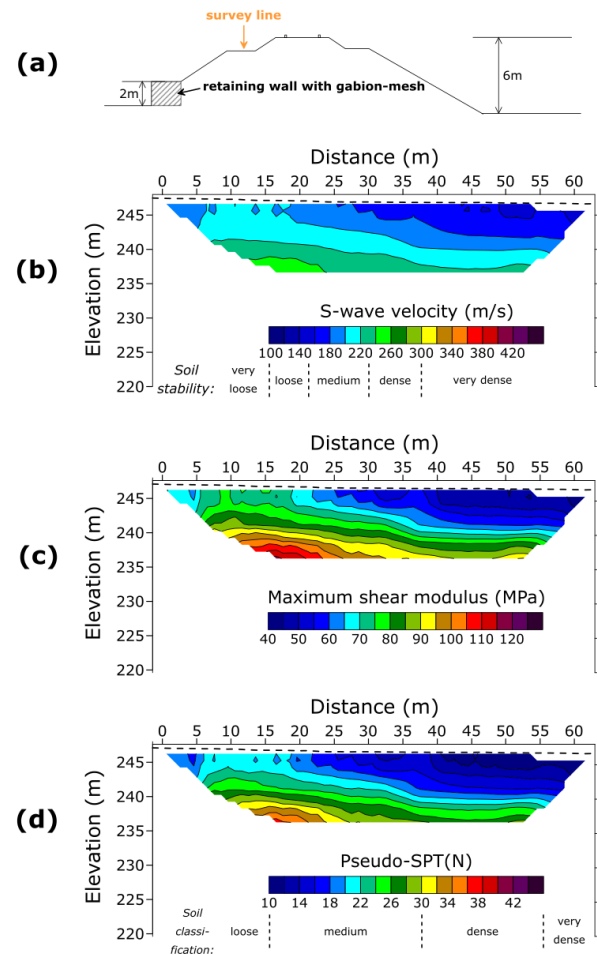 survey line
(a)
2m
retaining wall with gabion-mesh
6m
Distance (m)
0 5 10 15 20 25 30 35 40 45 50 55 60
(b)
Elevation (m)
245
240
235
230
225
220
S-wave velocity (m/s)
100 140 180 220 260 300 340 380 420
Soil stability:
very loose
loose
medium
dense
very dense
Distance (m)
0 5 10 15 20 25 30 35 40 45 50 55 60
(c)
Elevation (m)
245
240
235
230
225
220
Maximum shear modulus (MPa)
40 50 60 70 80 90 100 110 120
Distance (m)
0 5 10 15 20 25 30 35 40 45 50 55 60
(d)
Elevation (m)
245
240
235
230
225
220
Pseudo-SPT(N)
10 14 18 22 26 30 34 38 42
Soil classi-fication:
loose
medium
dense
very dense